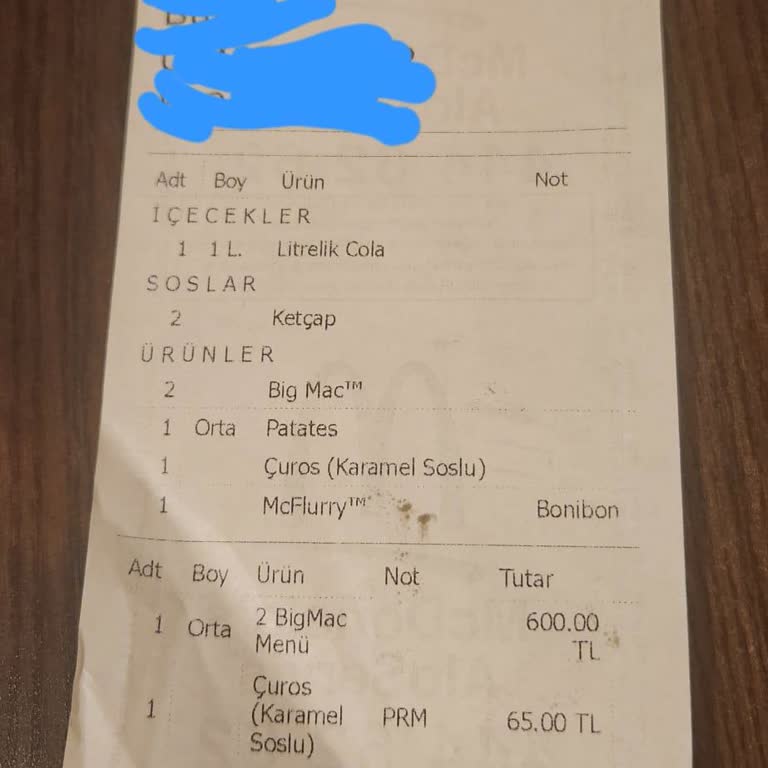 Adt Boy Ürün Not
İÇECEKLER
1 1 L. Litrelik Cola
SOSLAR
2 Ketçap
ÜRÜNLER
2 Big Mac™
1 Orta Patates
1 Çuros (Karamel Soslu)
1 McFlurry™ Bonibon
Adt Boy Ürün Not Tutar
1 Orta 2 BigMac 600.00
Menü TL
Çuros
1 (Karamel PRM 65.00 TL
Soslu)